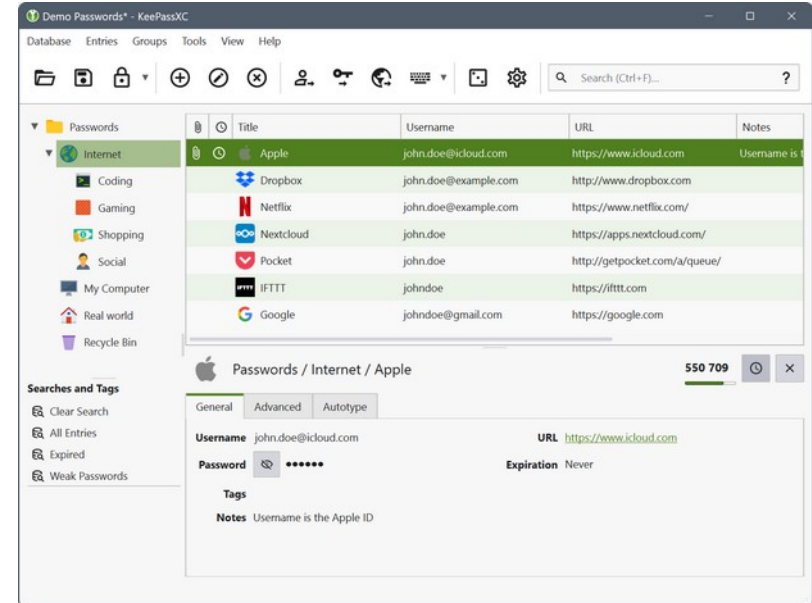 Demo Passwords* - KeePassXC
Database Entries Groups Tools View Help
Search (Ctrl+F)... ?
Passwords
Internet
Coding
Gaming
Shopping
Social
My Computer
Real world
Recycle Bin
Searches and Tags
Clear Search
All Entries
Expired
Weak Passwords
Title Username URL Notes
Apple john.doe@icloud.com https://www.icloud.com Username is t
Dropbox john.doe@example.com http://www.dropbox.com
Netflix john.doe@example.com https://www.netflix.com/
Nextcloud john.doe https://apps.nextcloud.com/
Pocket john.doe http://getpocket.com/a/queue/
IFTTT IFTTT johndoe https://ifttt.com
Google johndoe@gmail.com https://google.com
Passwords / Internet / Apple 550 709
General Advanced Autotype
Username john.doe@icloud.com URL https://www.icloud.com
Password ●●●●●● Expiration Never
Tags
Notes Username is the Apple ID